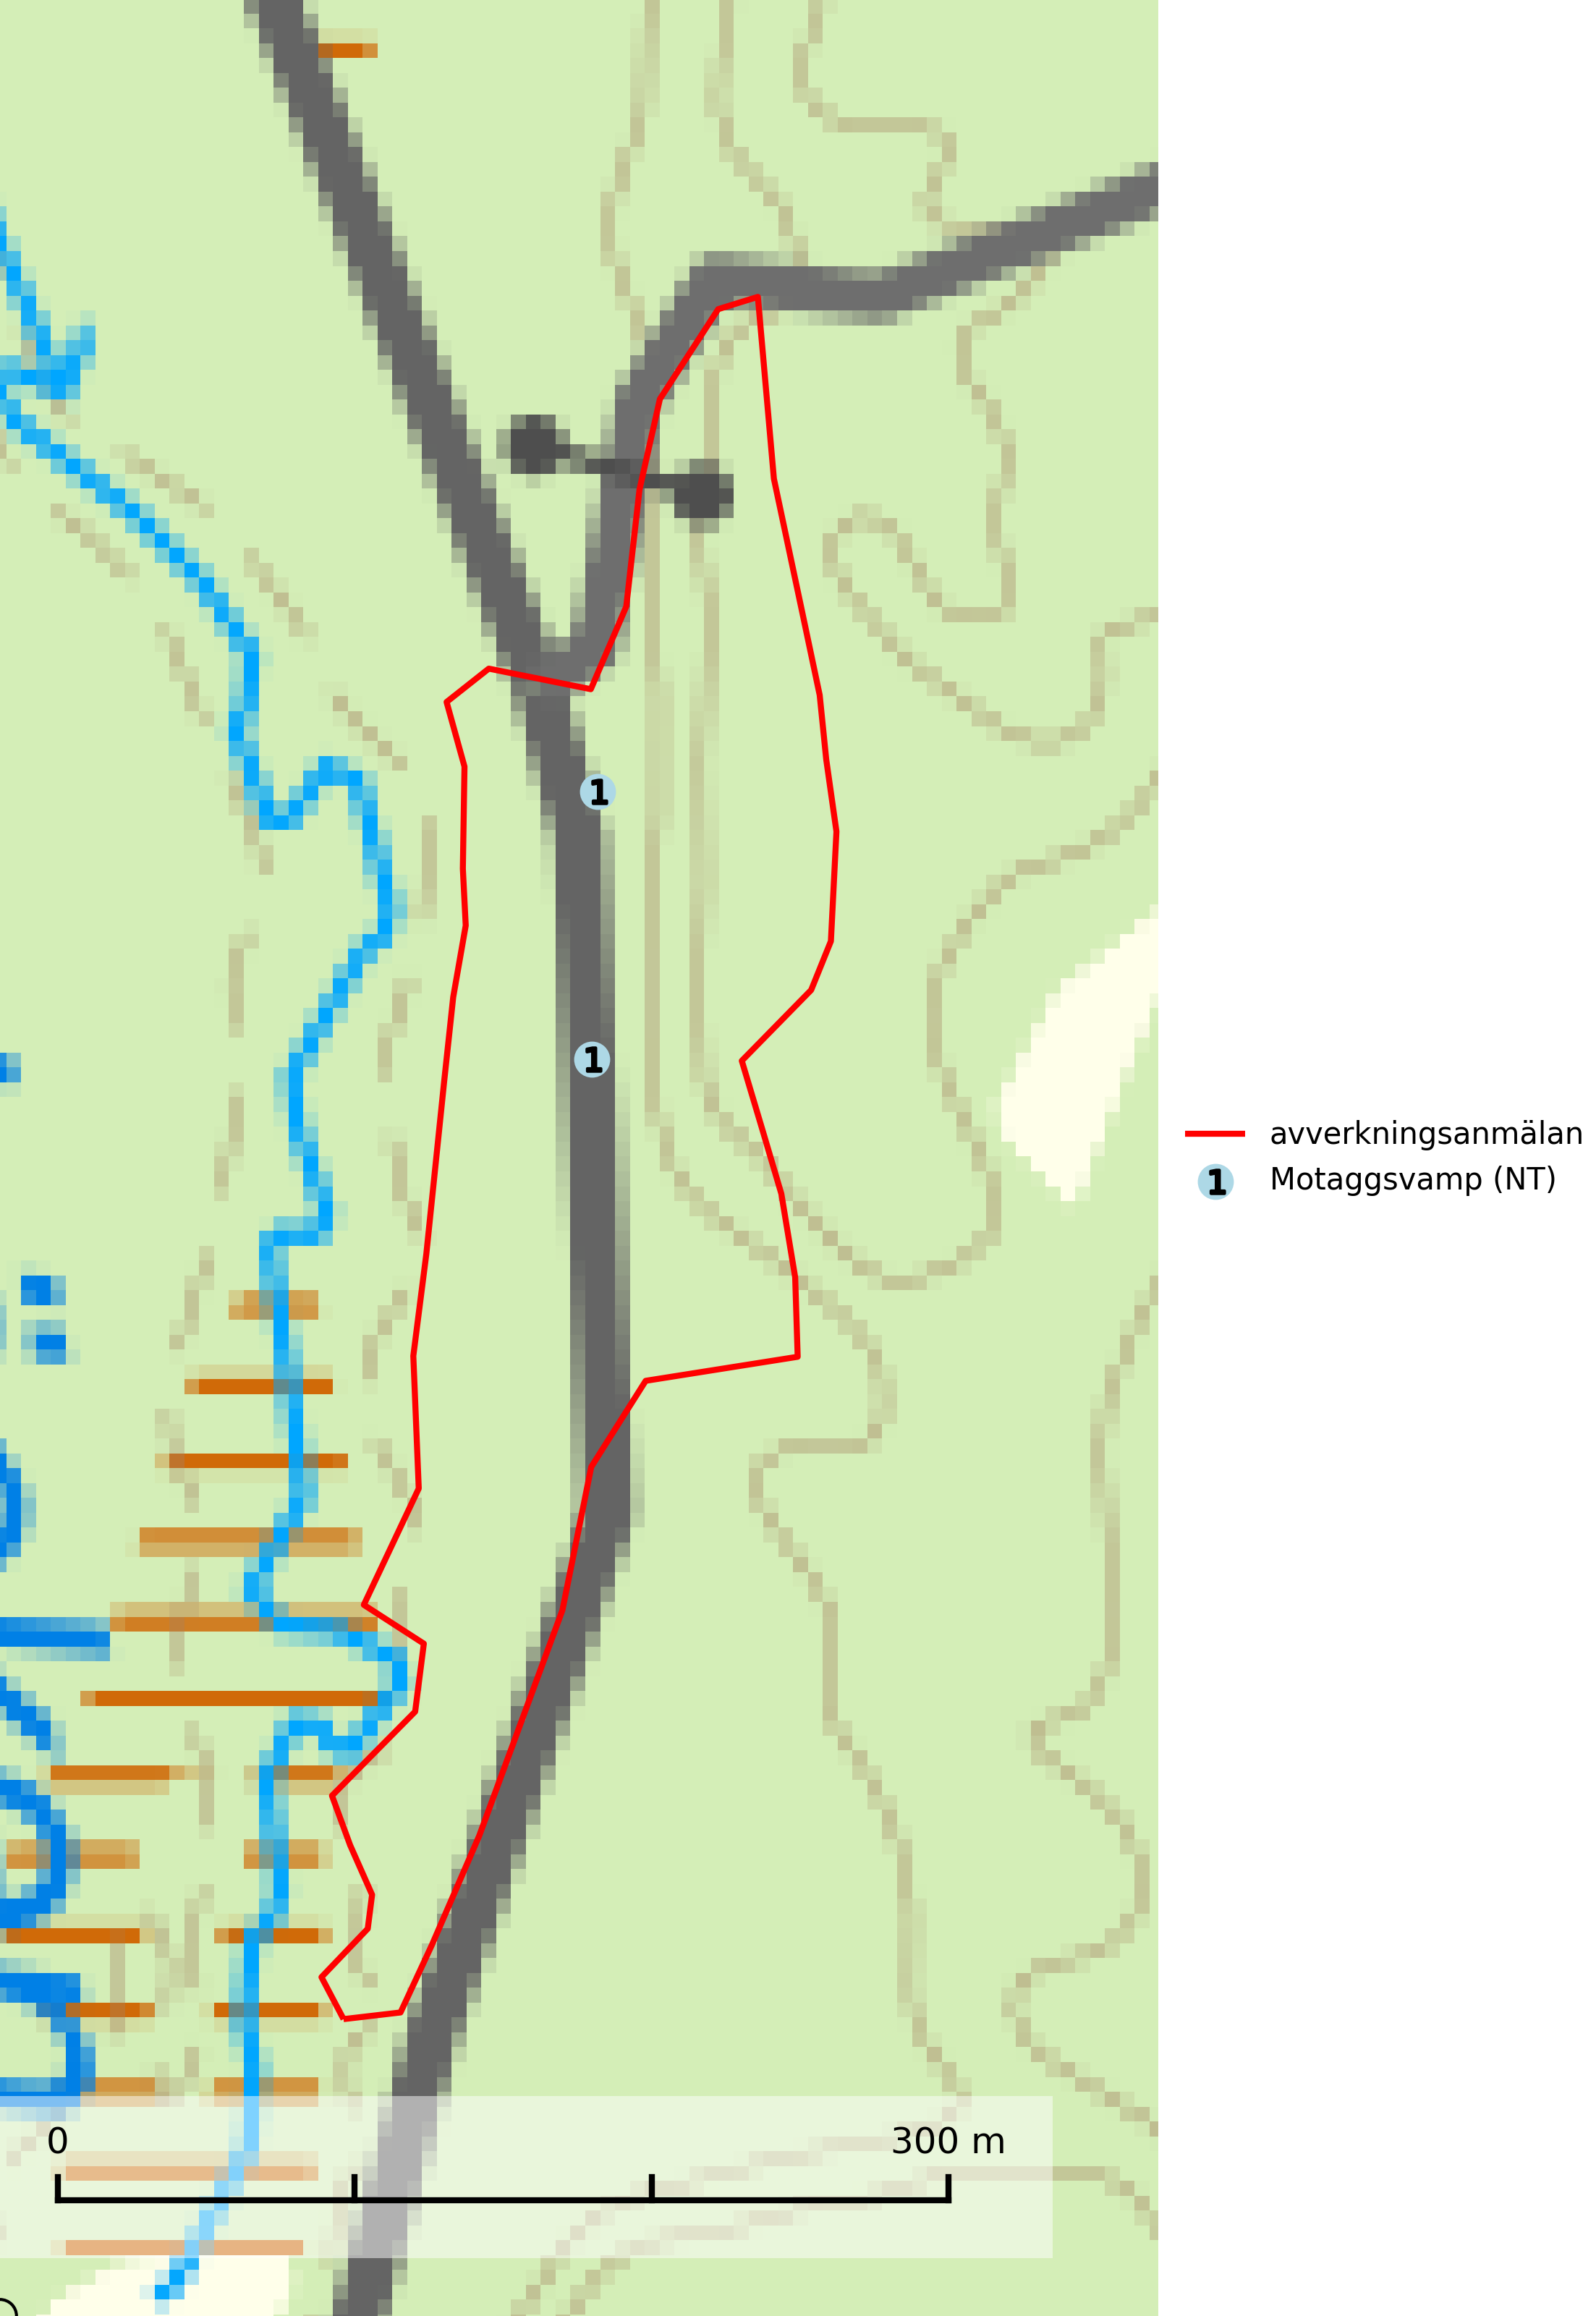 1
1
avverkningsanmälan
1 Motaggsvamp (NT)
0 300 m